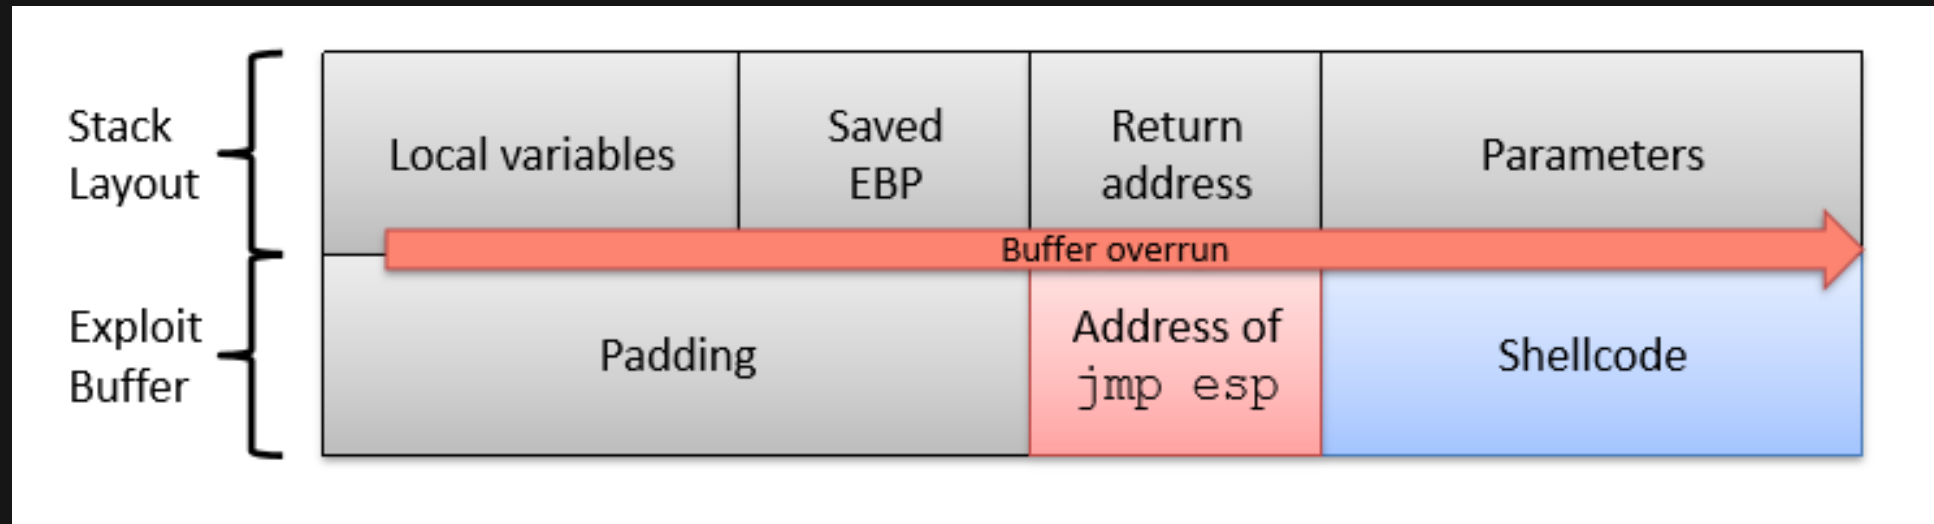 Stack
Layout
Local variables
Saved
EBP
Return
address
Parameters
Buffer overrun
Exploit
Buffer
Padding
Address of
jmp esp
Shellcode